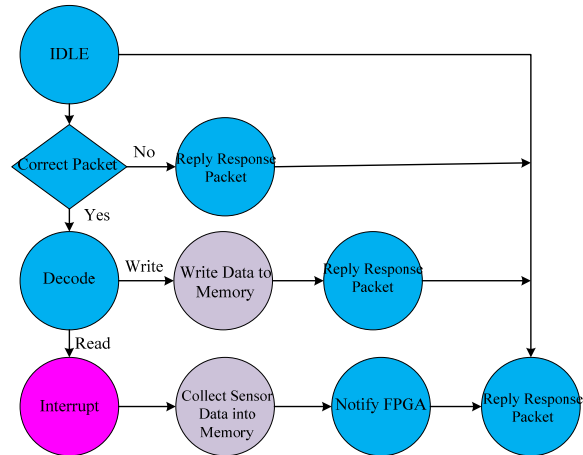 IDLE
Correct Packet
No
Reply Response
Packet
Yes
Decode
Write
Write Data to
Memory
Reply Response
Packet
Read
Interrupt
Collect Sensor
Data into
Memory
Notify FPGA
Reply Response
Packet